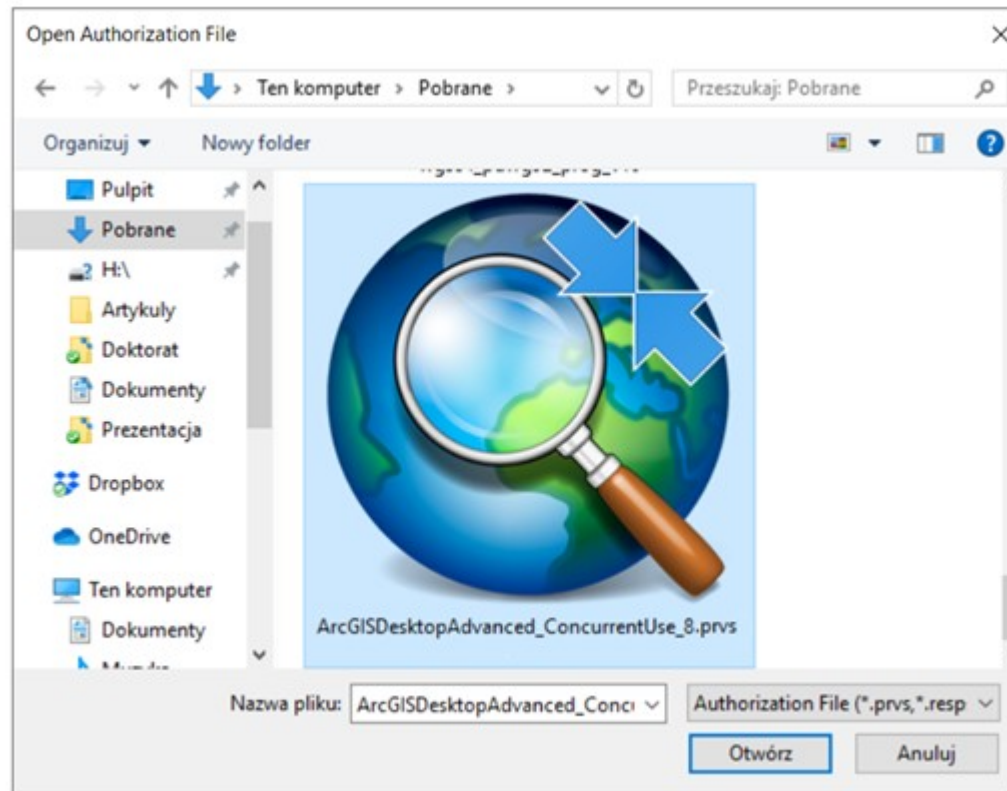 Open Authorization File
Ten komputer > Pobrane >
Przeszukaj: Pobrane
Organizuj
Nowy folder
Pulpit
Pobrane
H:\
Artykuly
Doktorat
Dokumenty
Prezentacja
Dropbox
OneDrive
Ten komputer
Dokumenty
ArcGISDesktopAdvanced_ConcurrentUse_8.prvs
Nazwa pliku:
ArcGISDesktopAdvanced_Conc
Authorization File (*.prvs,*.resp
Otwórz
Anuluj